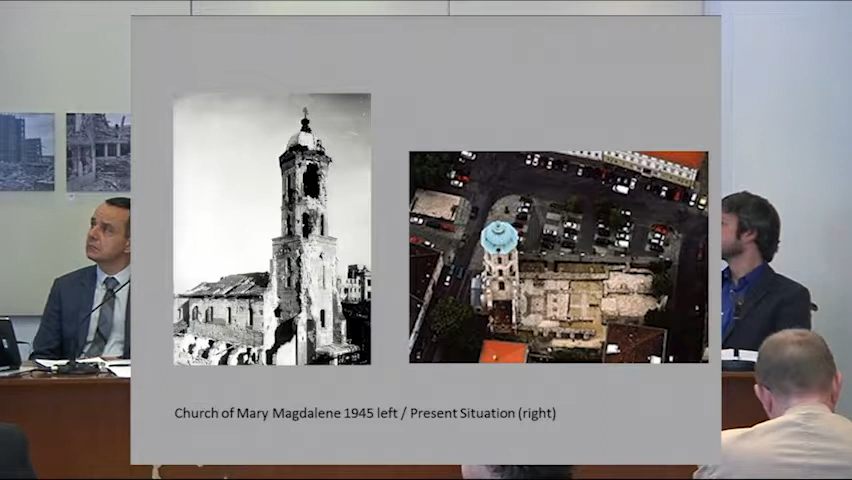 Church of Mary Magdalene 1945 left / Present Situation (right)